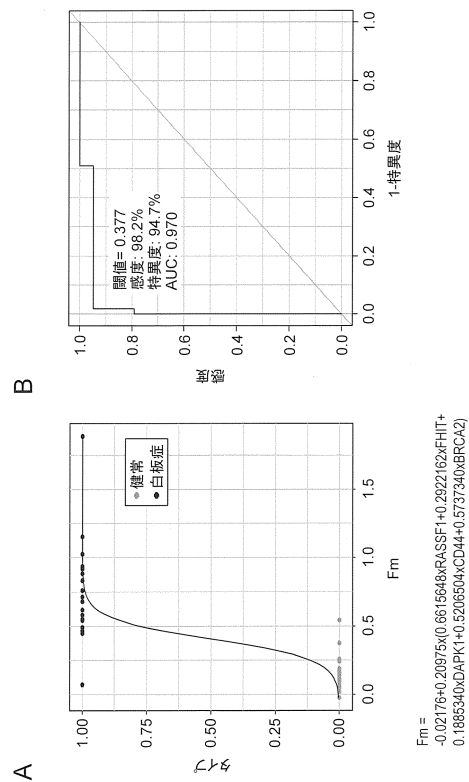 A
タイプ
1.00
0.75
0.50
0.25
0.00
健常
白板症
0.0
0.5
1.0
1.5
Fm
Fm =
-0.02176+0.20975x(0.6615648xRASSF1+0.2922162xFHIT+
0.1885340xDAPK1+0.5206504xCD44+0.5737340xBRCA2)
B
感度
1.0
0.8
0.6
0.4
0.2
0.0
閾値= 0.377
感度: 98.2%
特異度: 94.7%
AUC: 0.970
0.0
0.2
0.4
0.6
0.8
1.0
1-特異度